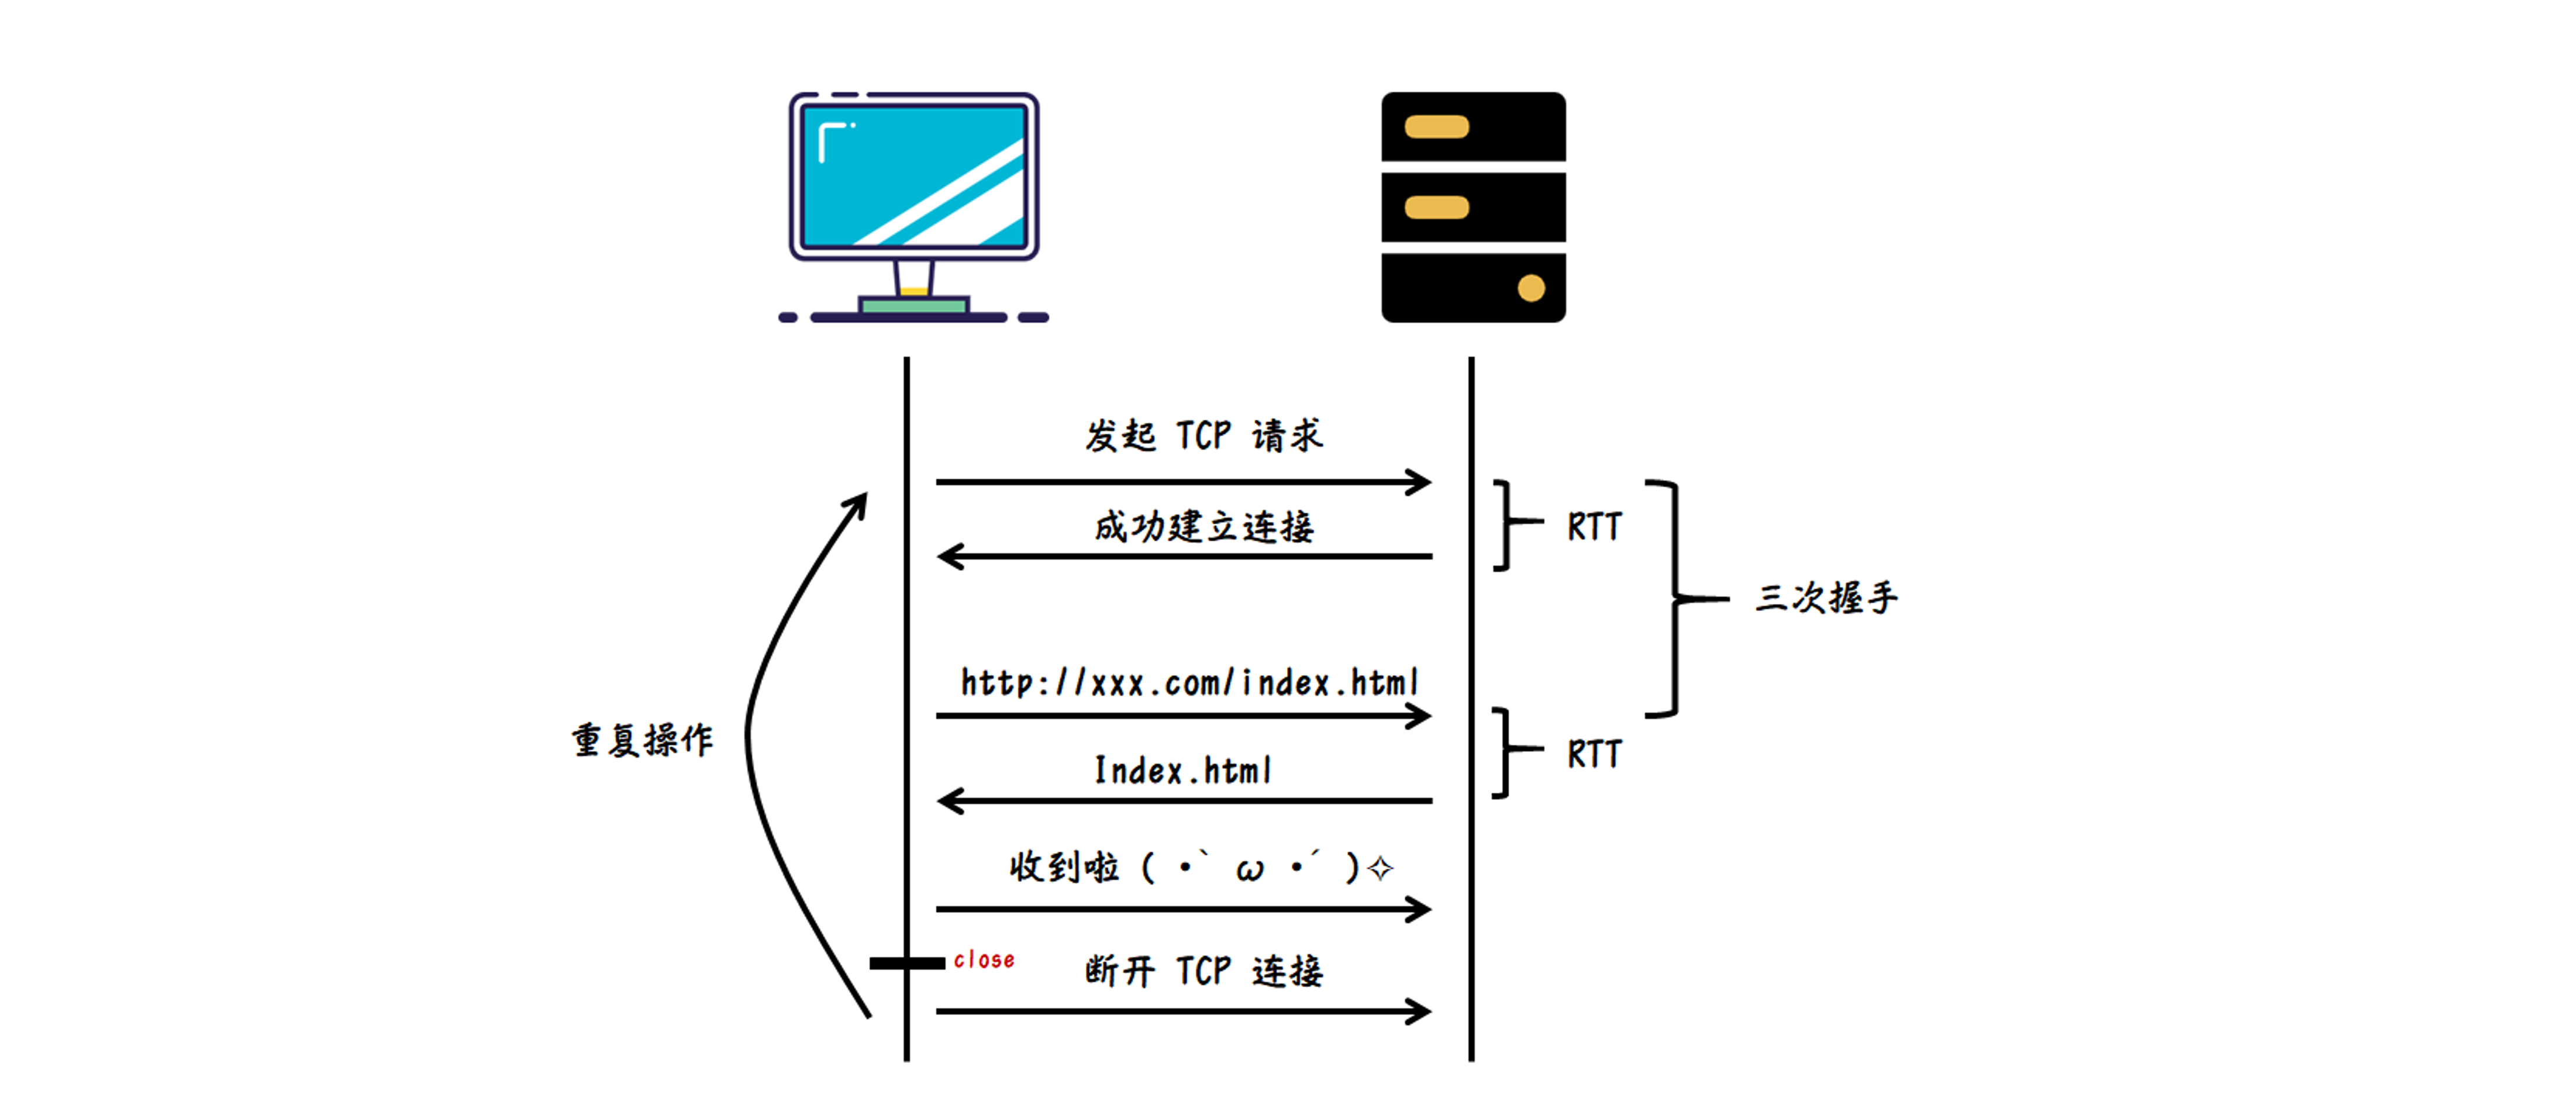 发起 TCP 请求
成功建立连接
RTT
三次握手
http://xxx.com/index.html
重复操作
RTT
Index.html
收到啦 ( •̀ ω •́ )✧
close
断开 TCP 连接